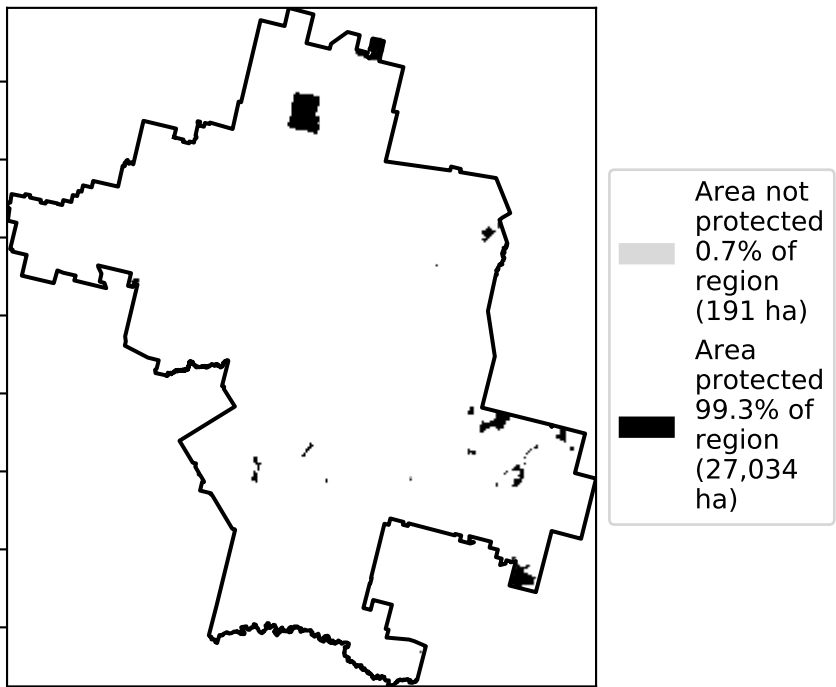 Area not
protected
0.7% of
region
(191 ha)
Area
protected
99.3% of
region
(27,034
ha)